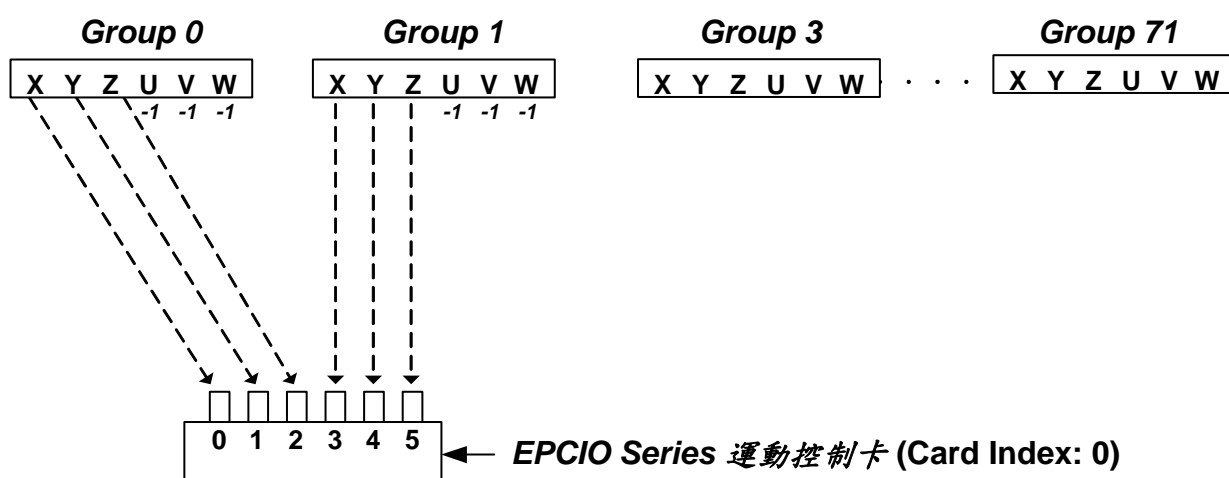 Group 0 Group 1 Group 3 Group 71
X Y Z U V W X Y Z U V W X Y Z U V W . . . . X Y Z U V W
-1 -1 -1 -1 -1 -1
0 1 2 3 4 5
EPCIO Series 運動控制卡 (Card Index: 0)